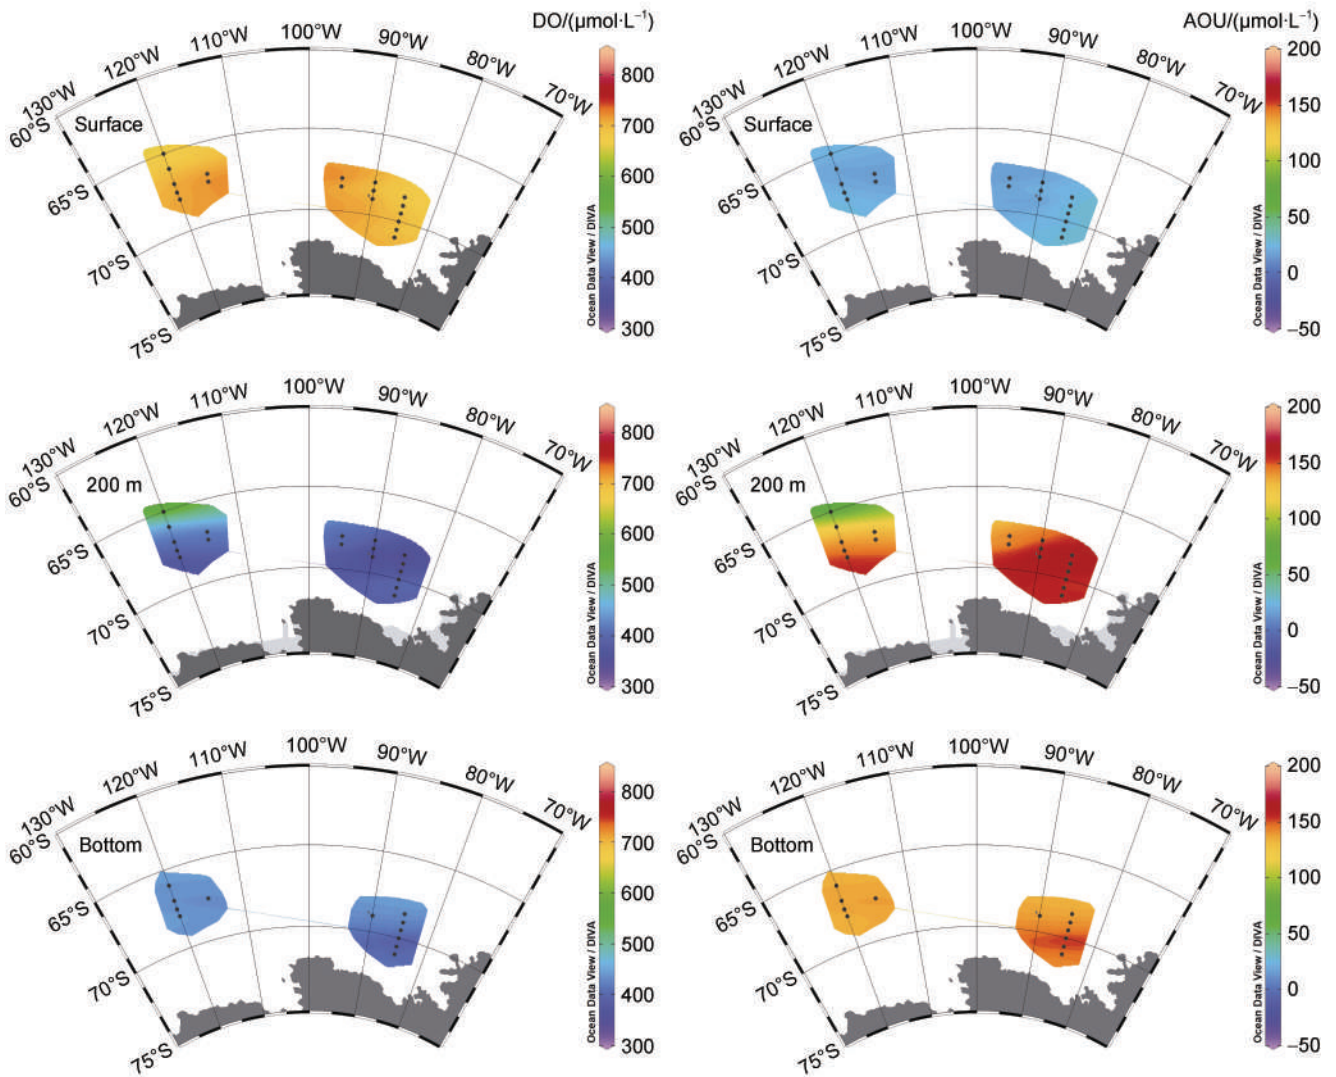 DO/(μmol·L⁻¹)
130°W 120°W 110°W 100°W 90°W 80°W 70°W
60°S 65°S 70°S 75°S
Surface
800 700 600 500 400 300
Ocean Data View / DIVA
AOU/(μmol·L⁻¹)
130°W 120°W 110°W 100°W 90°W 80°W 70°W
60°S 65°S 70°S 75°S
Surface
200 150 100 50 0 –50
Ocean Data View / DIVA
130°W 120°W 110°W 100°W 90°W 80°W 70°W
60°S 65°S 70°S 75°S
200 m
800 700 600 500 400 300
Ocean Data View / DIVA
130°W 120°W 110°W 100°W 90°W 80°W 70°W
60°S 65°S 70°S 75°S
200 m
200 150 100 50 0 –50
Ocean Data View / DIVA
130°W 120°W 110°W 100°W 90°W 80°W 70°W
60°S 65°S 70°S 75°S
Bottom
800 700 600 500 400 300
Ocean Data View / DIVA
130°W 120°W 110°W 100°W 90°W 80°W 70°W
60°S 65°S 70°S 75°S
Bottom
200 150 100 50 0 –50
Ocean Data View / DIVA